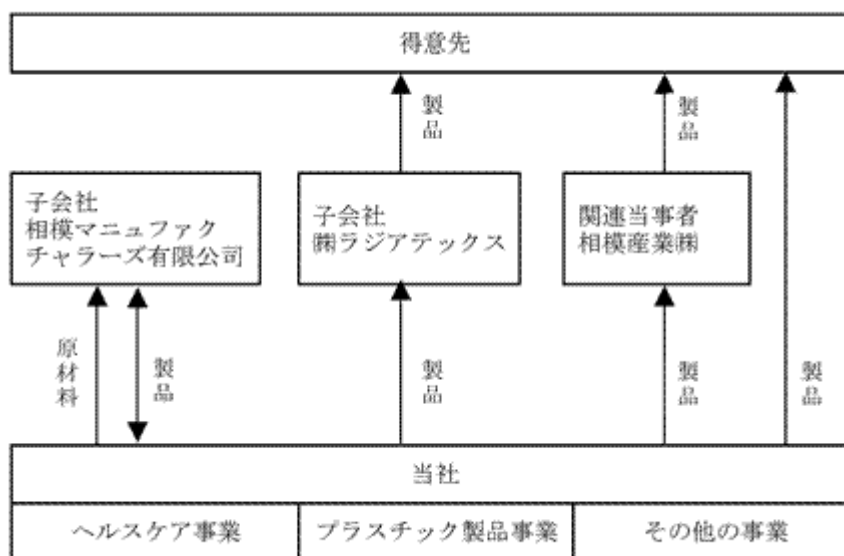 得意先
製品
製品
子会社
相模マニュファク
チャラーズ有限公司
子会社
㈱ラジアテックス
関連当事者
相模産業㈱
原材料
製品
製品
製品
製品
当社
ヘルスケア事業
プラスチック製品事業
その他の事業